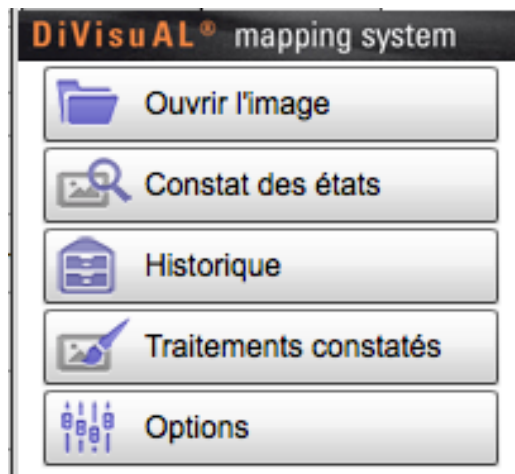 DiVisuAL® mapping system
Ouvrir l'image
Constat des états
Historique
Traitements constatés
Options